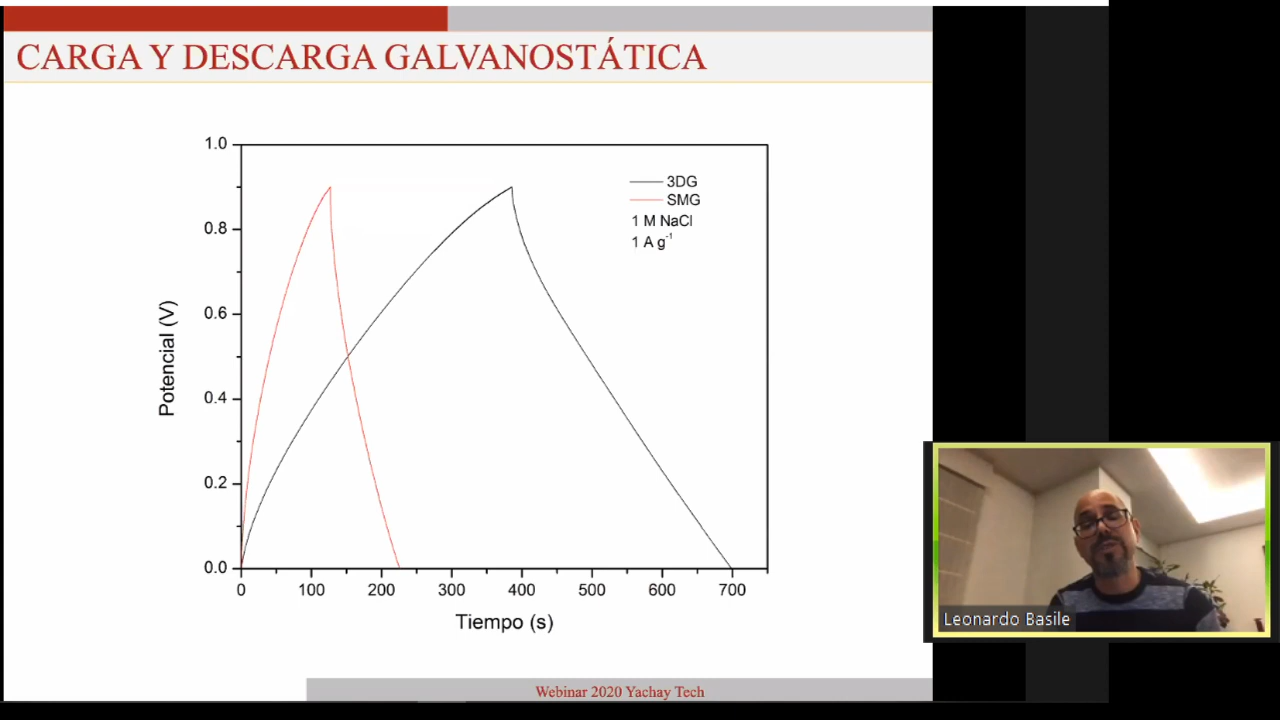 CARGA Y DESCARGA GALVANOSTÁTICA
1.0
0.8
0.6
0.4
0.2
0.0
Potencial (V)
3DG
SMG
1 M NaCl
1 A g⁻¹
0 100 200 300 400 500 600 700
Tiempo (s)
Leonardo Basile
Webinar 2020 Yachay Tech